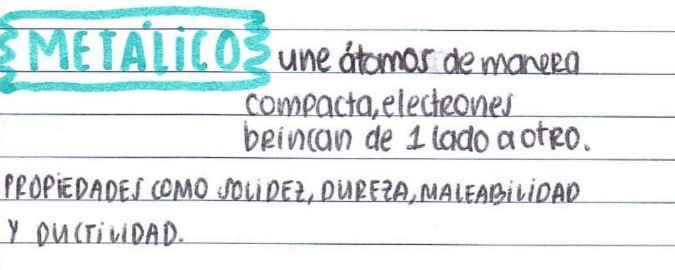 METÁLICO une átomos de manera
compacta, electrones
brincan de 1 lado a otro.
PROPIEDADES COMO SOLIDEZ, DUREZA, MALEABILIDAD
Y DUCTILIDAD.